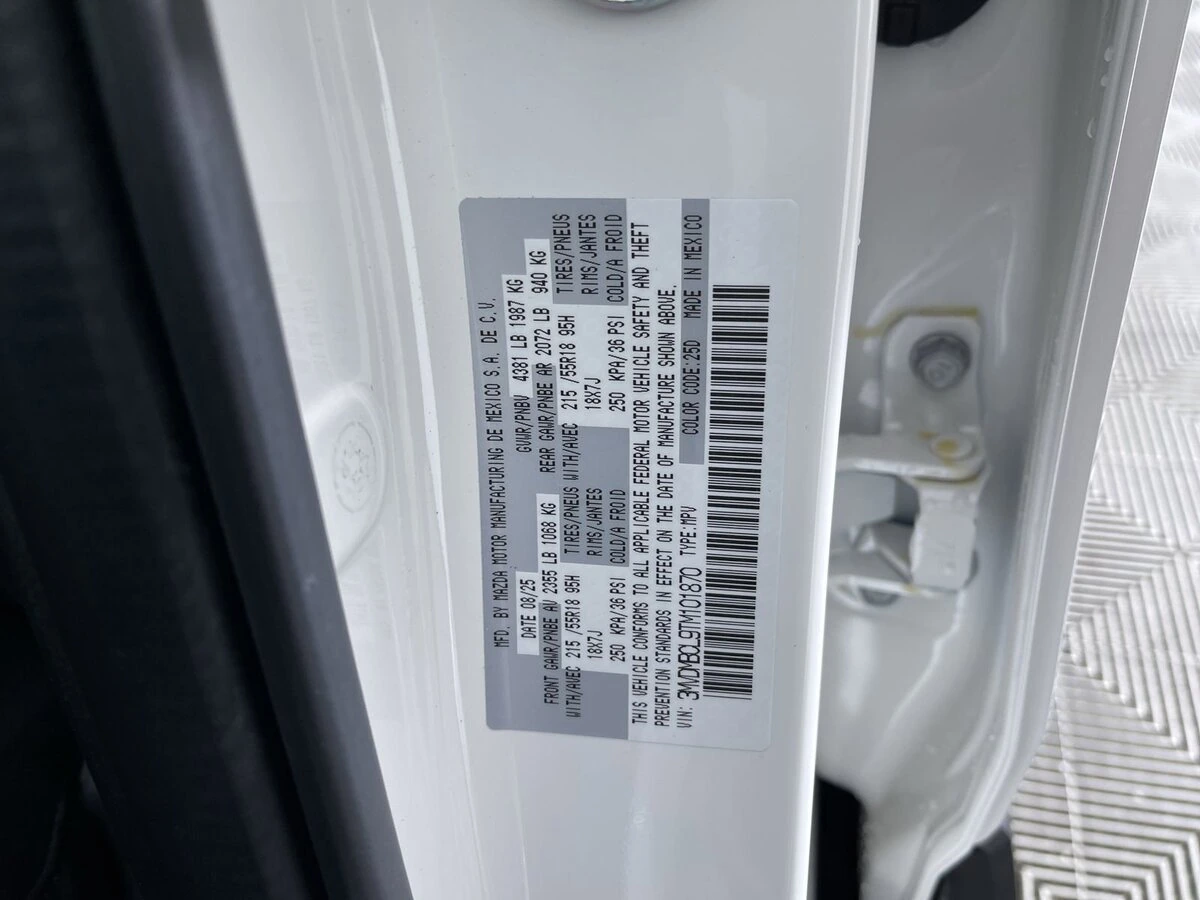 MFD. BY MAZDA MOTOR MANUFACTURING DE MEXICO S.A. DE C.V.
DATE 08/25 GVWR/PNBV 4381 LB 1987 KG
FRONT GAWR/PNBE AV 2355 LB 1068 KG REAR GAWR/PNBE AR 2072 LB 940 KG
WITH/AVEC 215 /55R18 95H TIRES/PNEUS WITH/AVEC 215 /55R18 95H TIRES/PNEUS
18X7J RIMS/JANTES 18X7J RIMS/JANTES
250 KPA/36 PSI COLD/A FROID 250 KPA/36 PSI COLD/A FROID
THIS VEHICLE CONFORMS TO ALL APPLICABLE FEDERAL MOTOR VEHICLE SAFETY AND THEFT
PREVENTION STANDARDS IN EFFECT ON THE DATE OF MANUFACTURE SHOWN ABOVE.
VIN: 3MVDMBCL9TM101870 TYPE:MPV COLOR CODE:25D MADE IN MEXICO